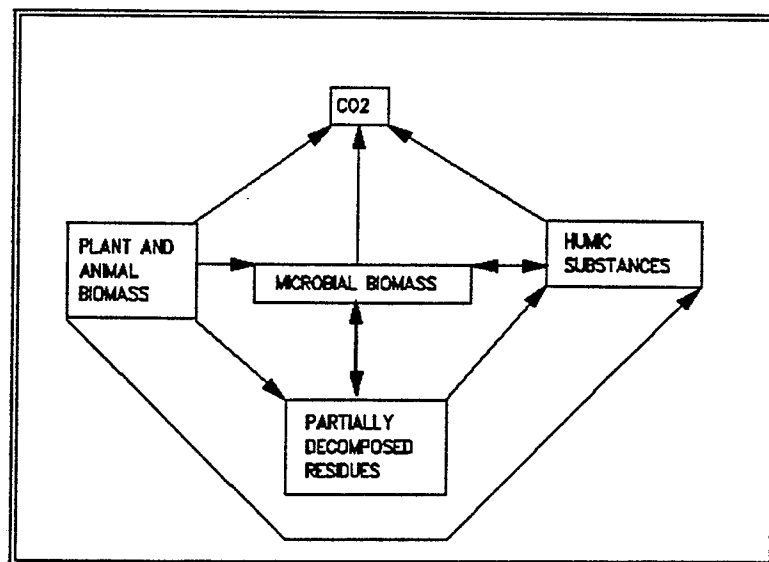 CO2
PLANT AND
ANIMAL
BIOMASS
MICROBIAL BIOMASS
HUMIC
SUBSTANCES
PARTIALLY
DECOMPOSED
RESIDUES